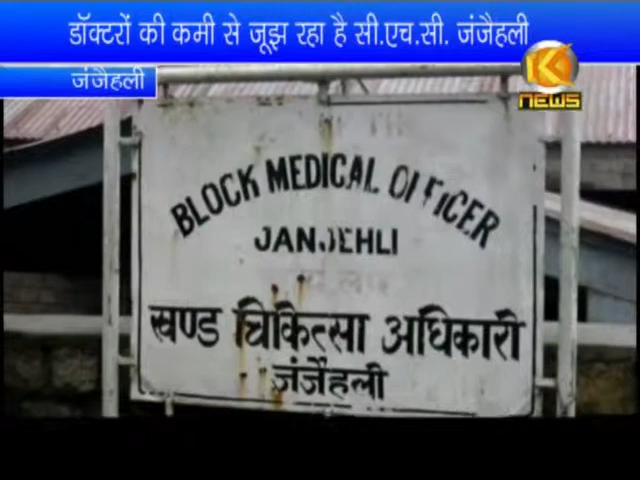 डॉक्टरों की कमी से जूझ रहा है सी.एच.सी. जंजैहली
जंजैहली
K
NEWS
BLOCK MEDICAL OFFICER
JANJEHLI
खण्ड चिकित्सा अधिकारी
जंजैहली